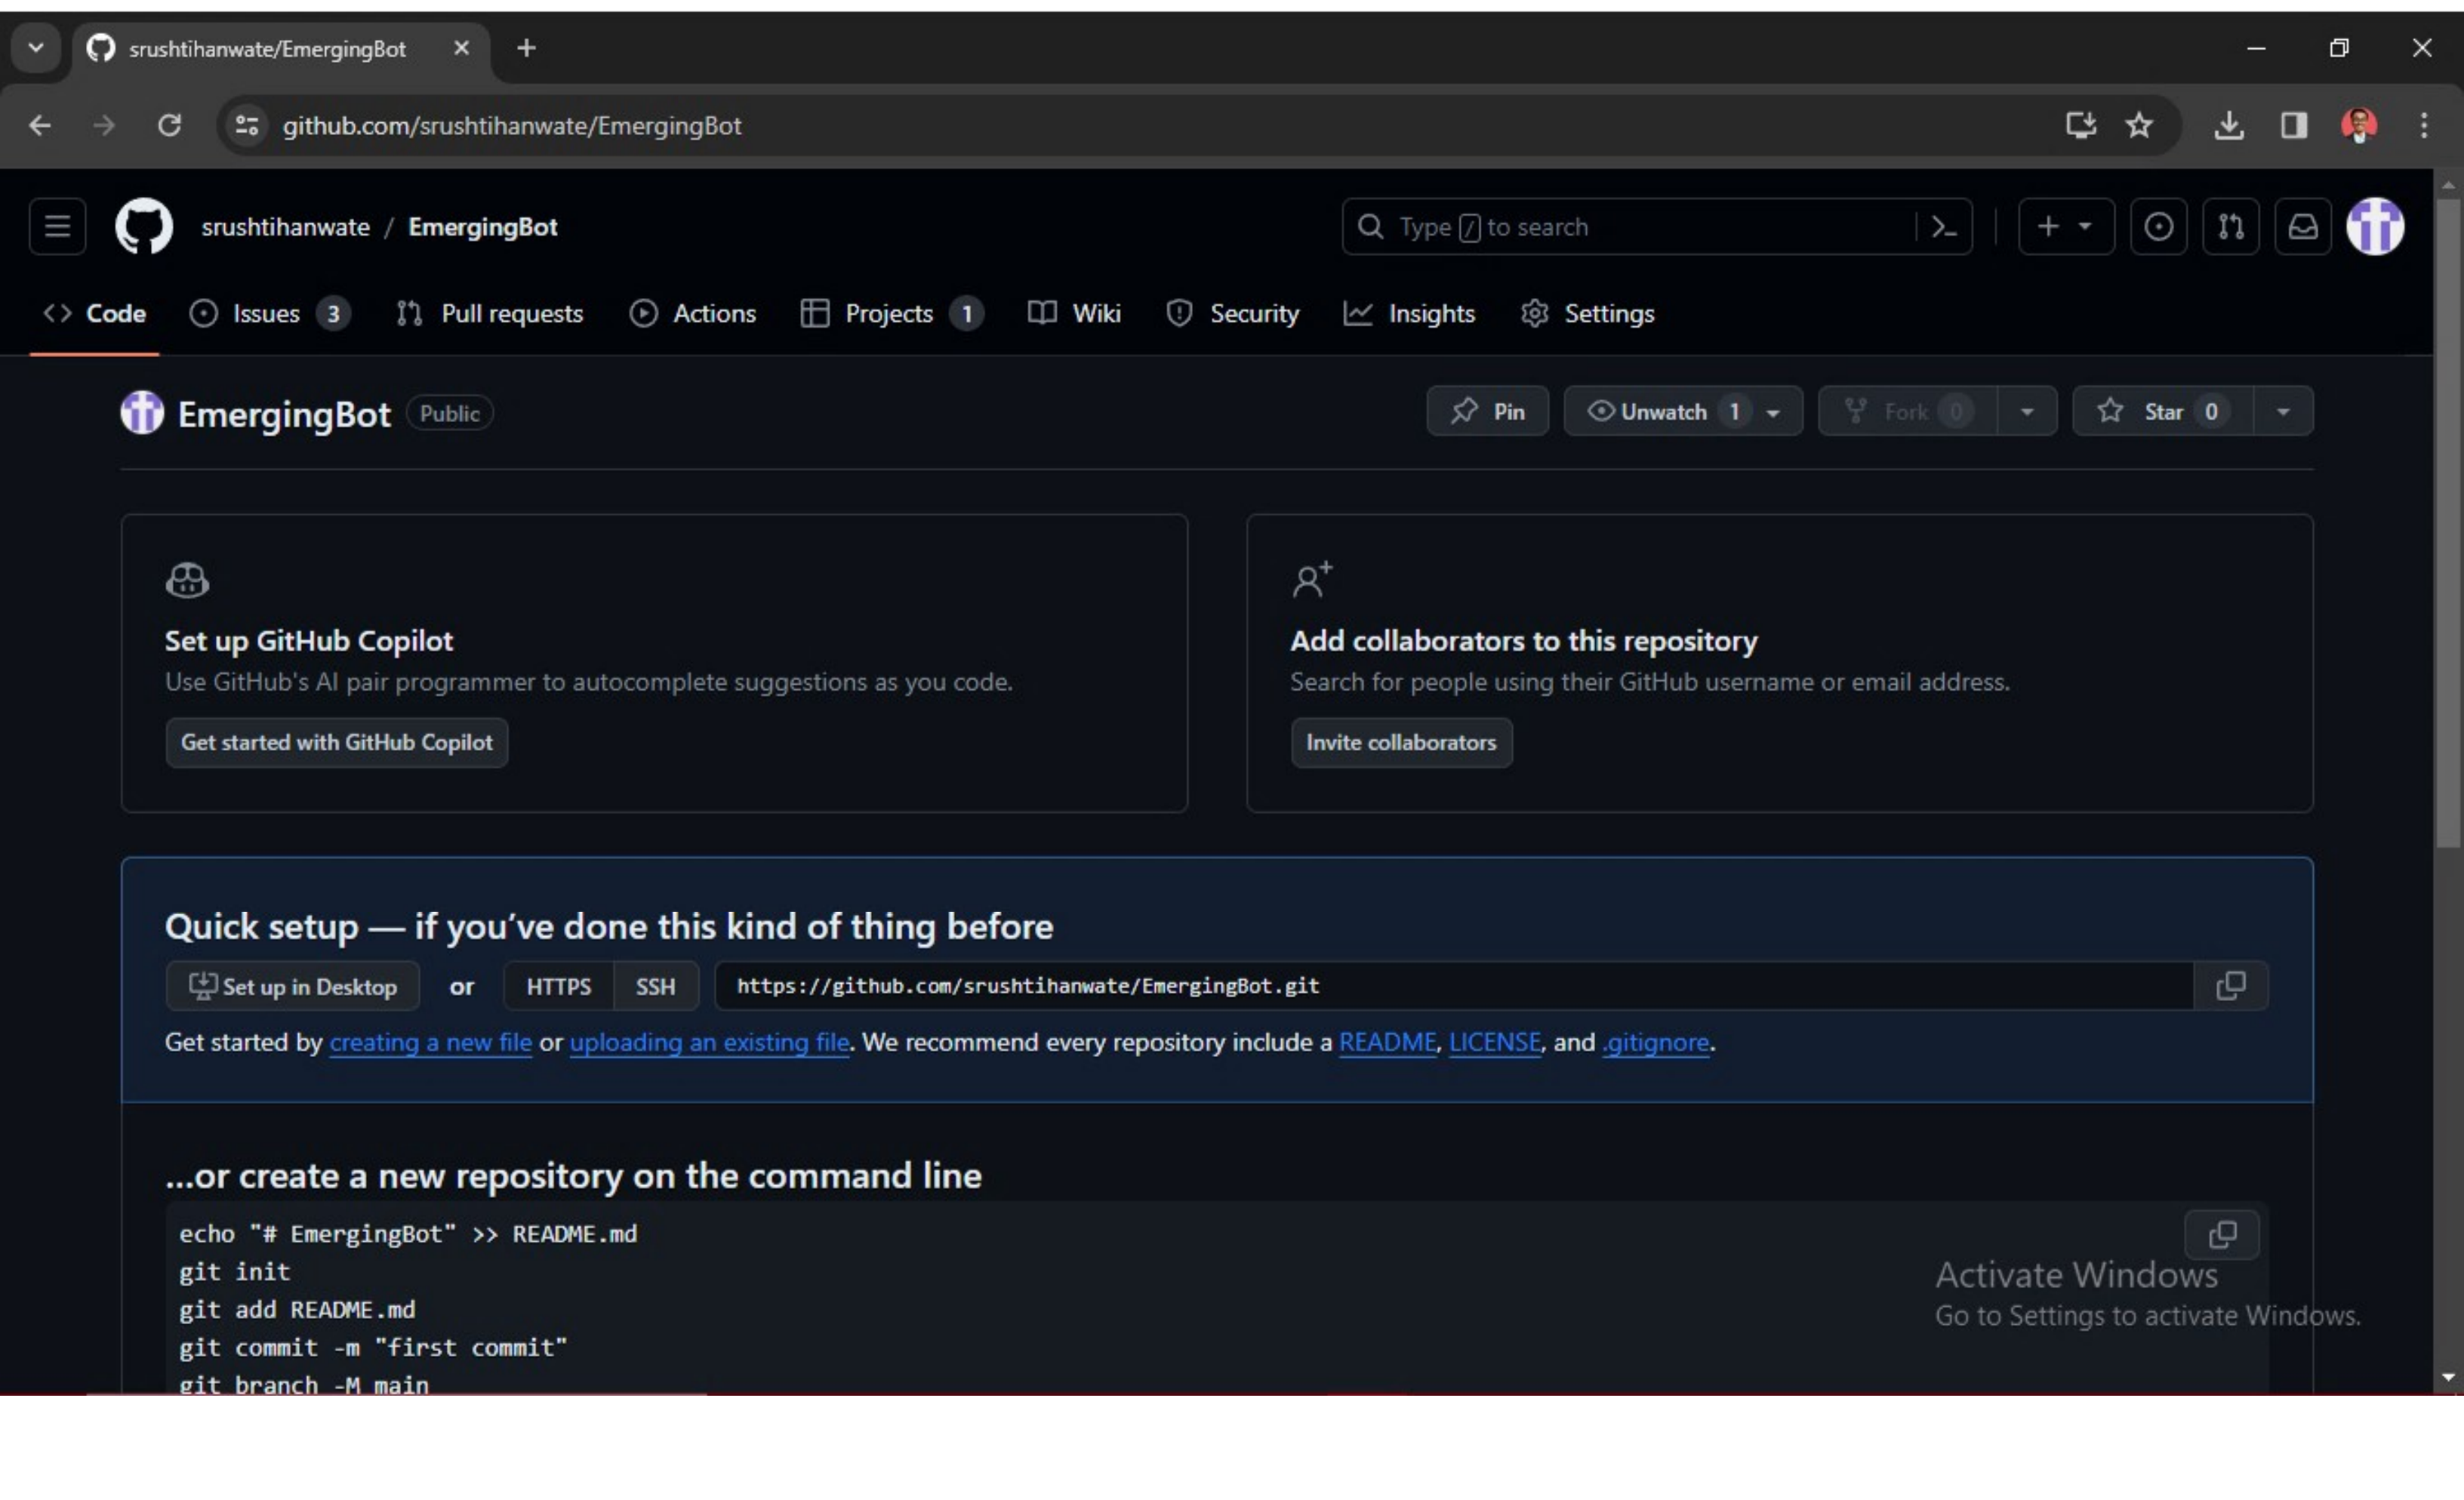 srushtihanwate/EmergingBot
github.com/srushtihanwate/EmergingBot
srushtihanwate / EmergingBot
Type / to search
Code Issues 3 Pull requests Actions Projects 1 Wiki Security Insights Settings
EmergingBot Public Pin Unwatch 1 Fork 0 Star 0
Set up GitHub Copilot
Use GitHub's AI pair programmer to autocomplete suggestions as you code.
Get started with GitHub Copilot
Add collaborators to this repository
Search for people using their GitHub username or email address.
Invite collaborators
Quick setup — if you’ve done this kind of thing before
Set up in Desktop or HTTPS SSH https://github.com/srushtihanwate/EmergingBot.git
Get started by creating a new file or uploading an existing file. We recommend every repository include a README, LICENSE, and .gitignore.
...or create a new repository on the command line
echo "# EmergingBot" >> README.md
git init
git add README.md
git commit -m "first commit"
git branch -M main
Activate Windows
Go to Settings to activate Windows.